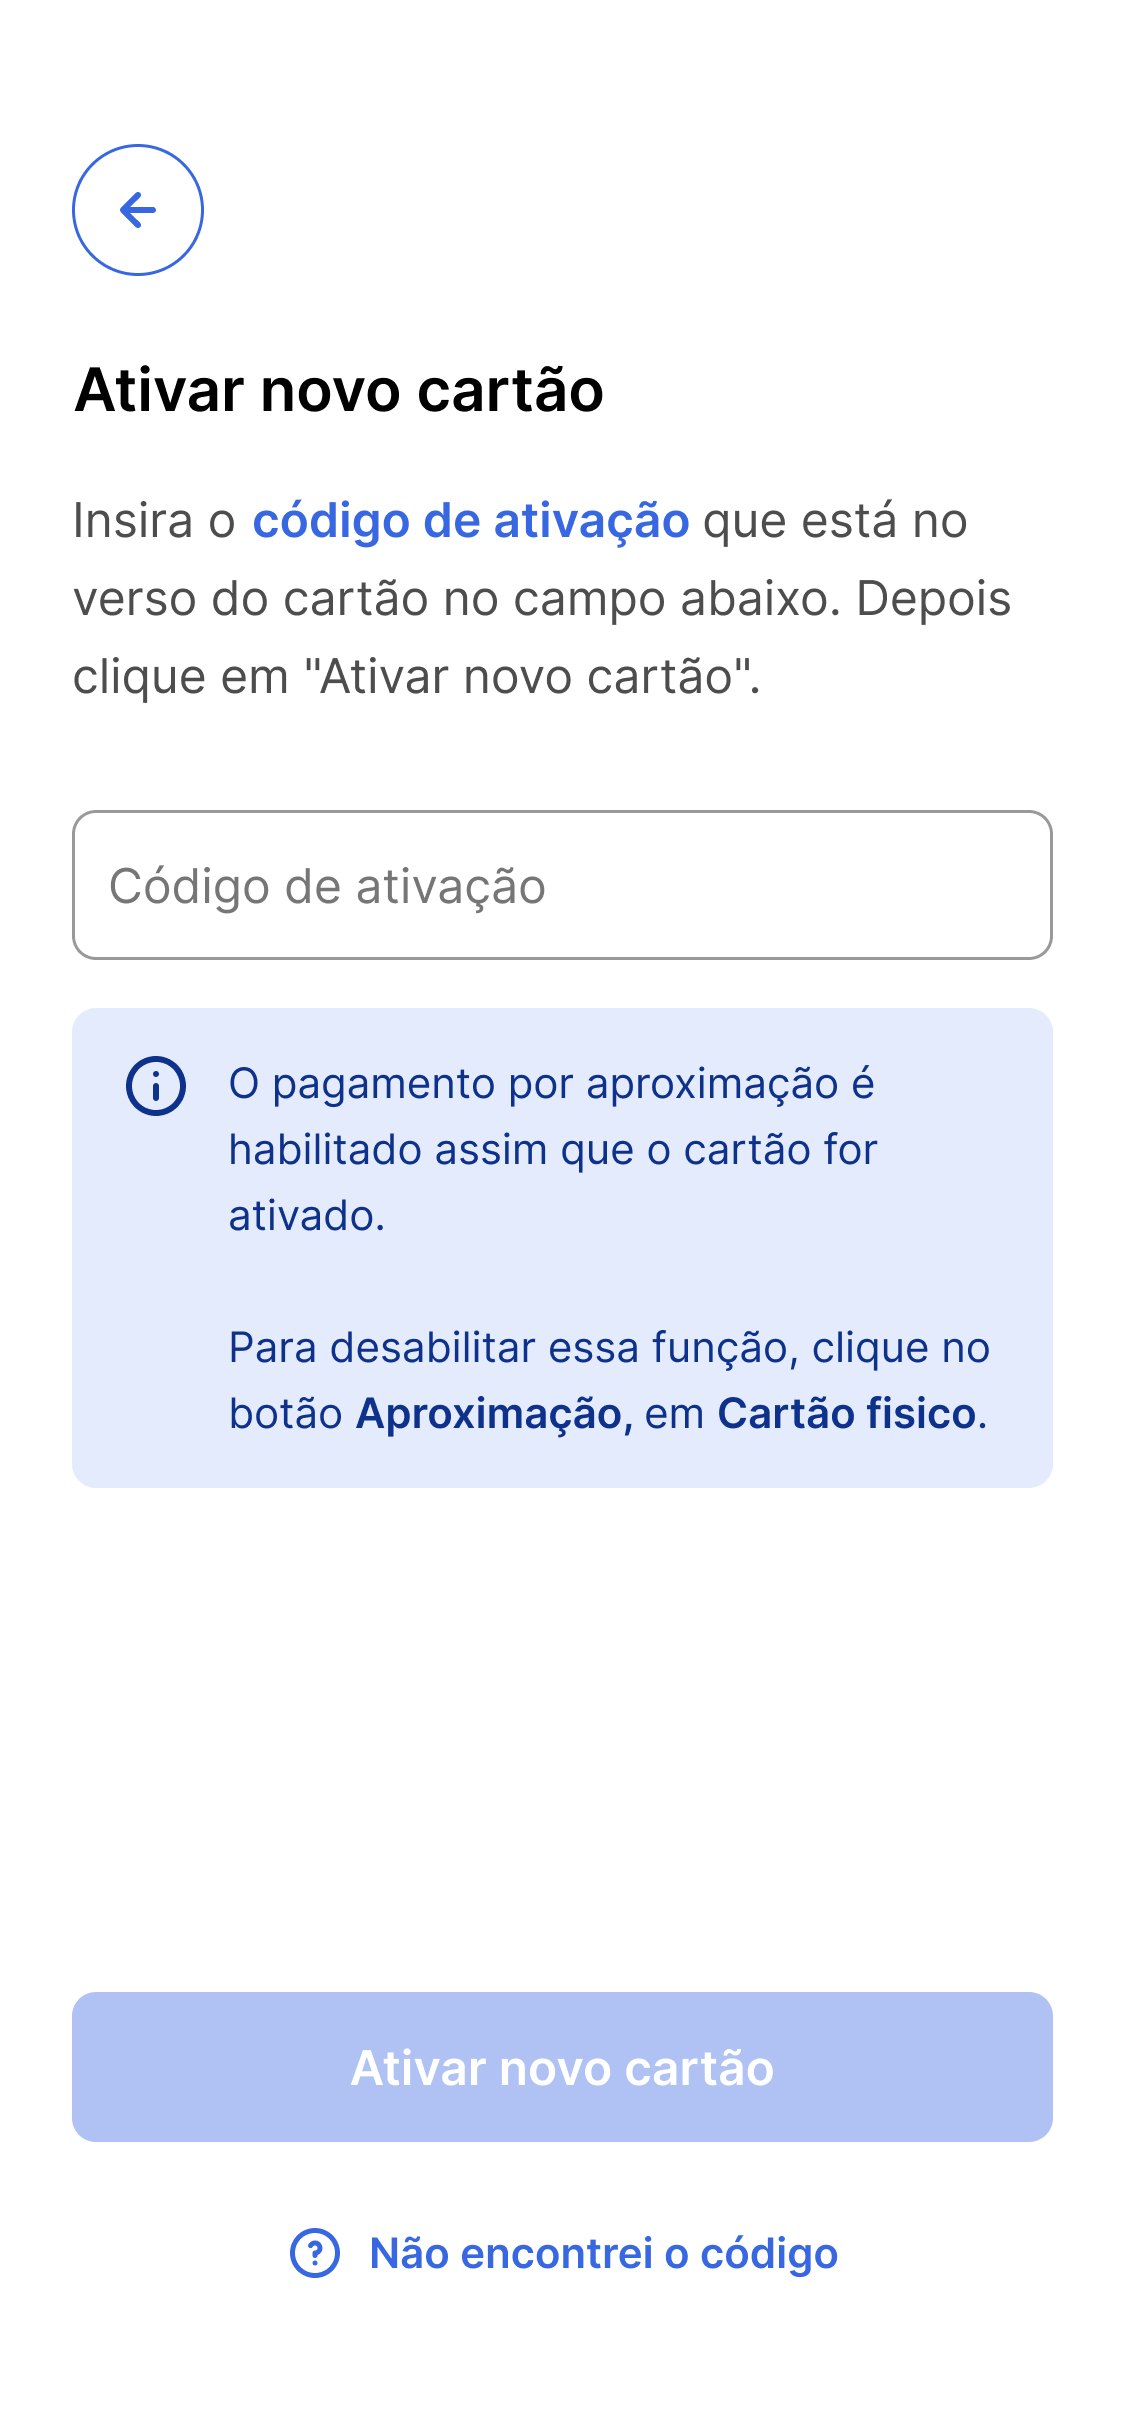 Ativar novo cartão
Insira o código de ativação que está no
verso do cartão no campo abaixo. Depois
clique em "Ativar novo cartão".
Código de ativação
O pagamento por aproximação é
habilitado assim que o cartão for
ativado.
Para desabilitar essa função, clique no
botão Aproximação, em Cartão fisico.
Ativar novo cartão
Não encontrei o código